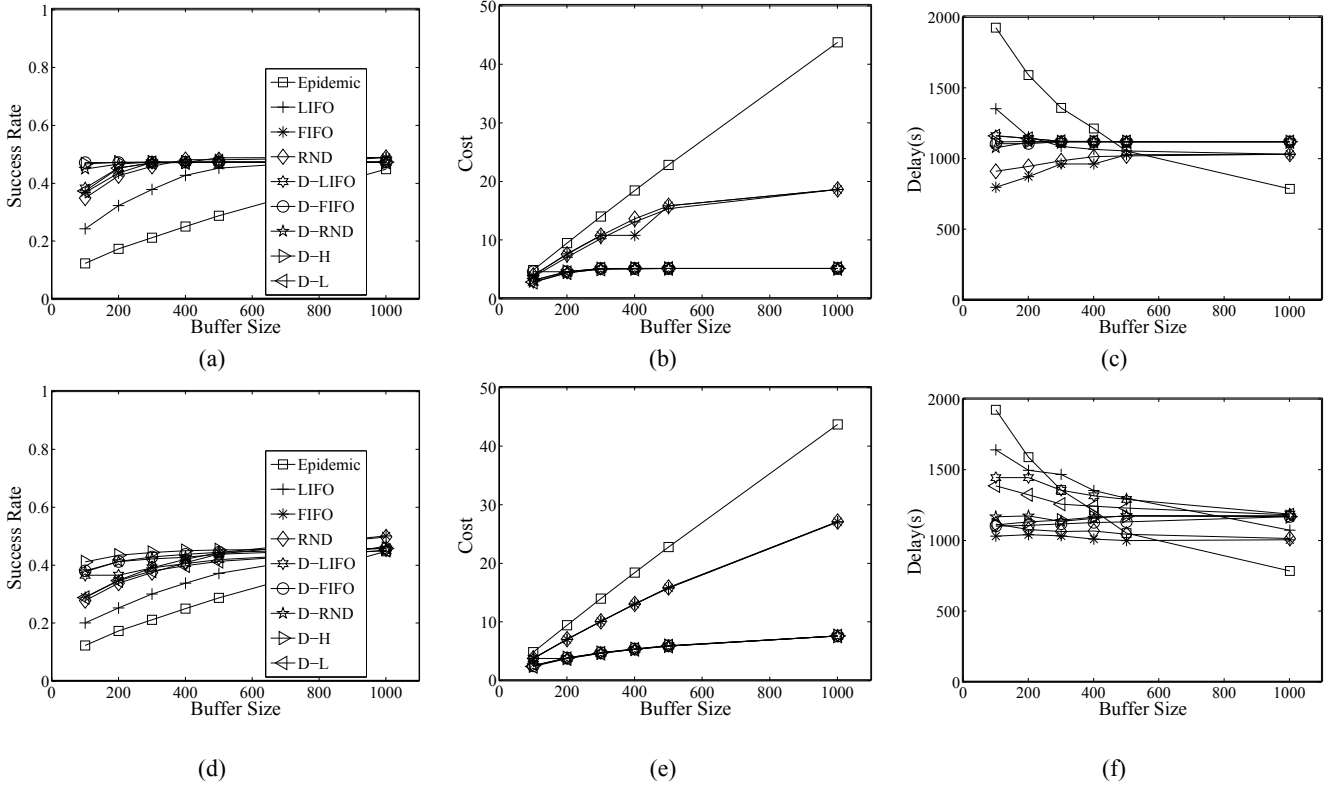 1
0.8
0.6
0.4
0.2
0
0 200 400 600 800 1000
Success Rate
Buffer Size
Epidemic
LIFO
FIFO
RND
D−LIFO
D−FIFO
D−RND
D−H
D−L
(a)
50
40
30
20
10
0
0 200 400 600 800 1000
Cost
Buffer Size
(b)
2000
1500
1000
500
0
0 200 400 600 800 1000
Delay(s)
Buffer Size
(c)
1
0.8
0.6
0.4
0.2
0
0 200 400 600 800 1000
Success Rate
Buffer Size
Epidemic
LIFO
FIFO
RND
D−LIFO
D−FIFO
D−RND
D−H
D−L
(d)
50
40
30
20
10
0
0 200 400 600 800 1000
Cost
Buffer Size
(e)
2000
1500
1000
500
0
0 200 400 600 800 1000
Delay(s)
Buffer Size
(f)